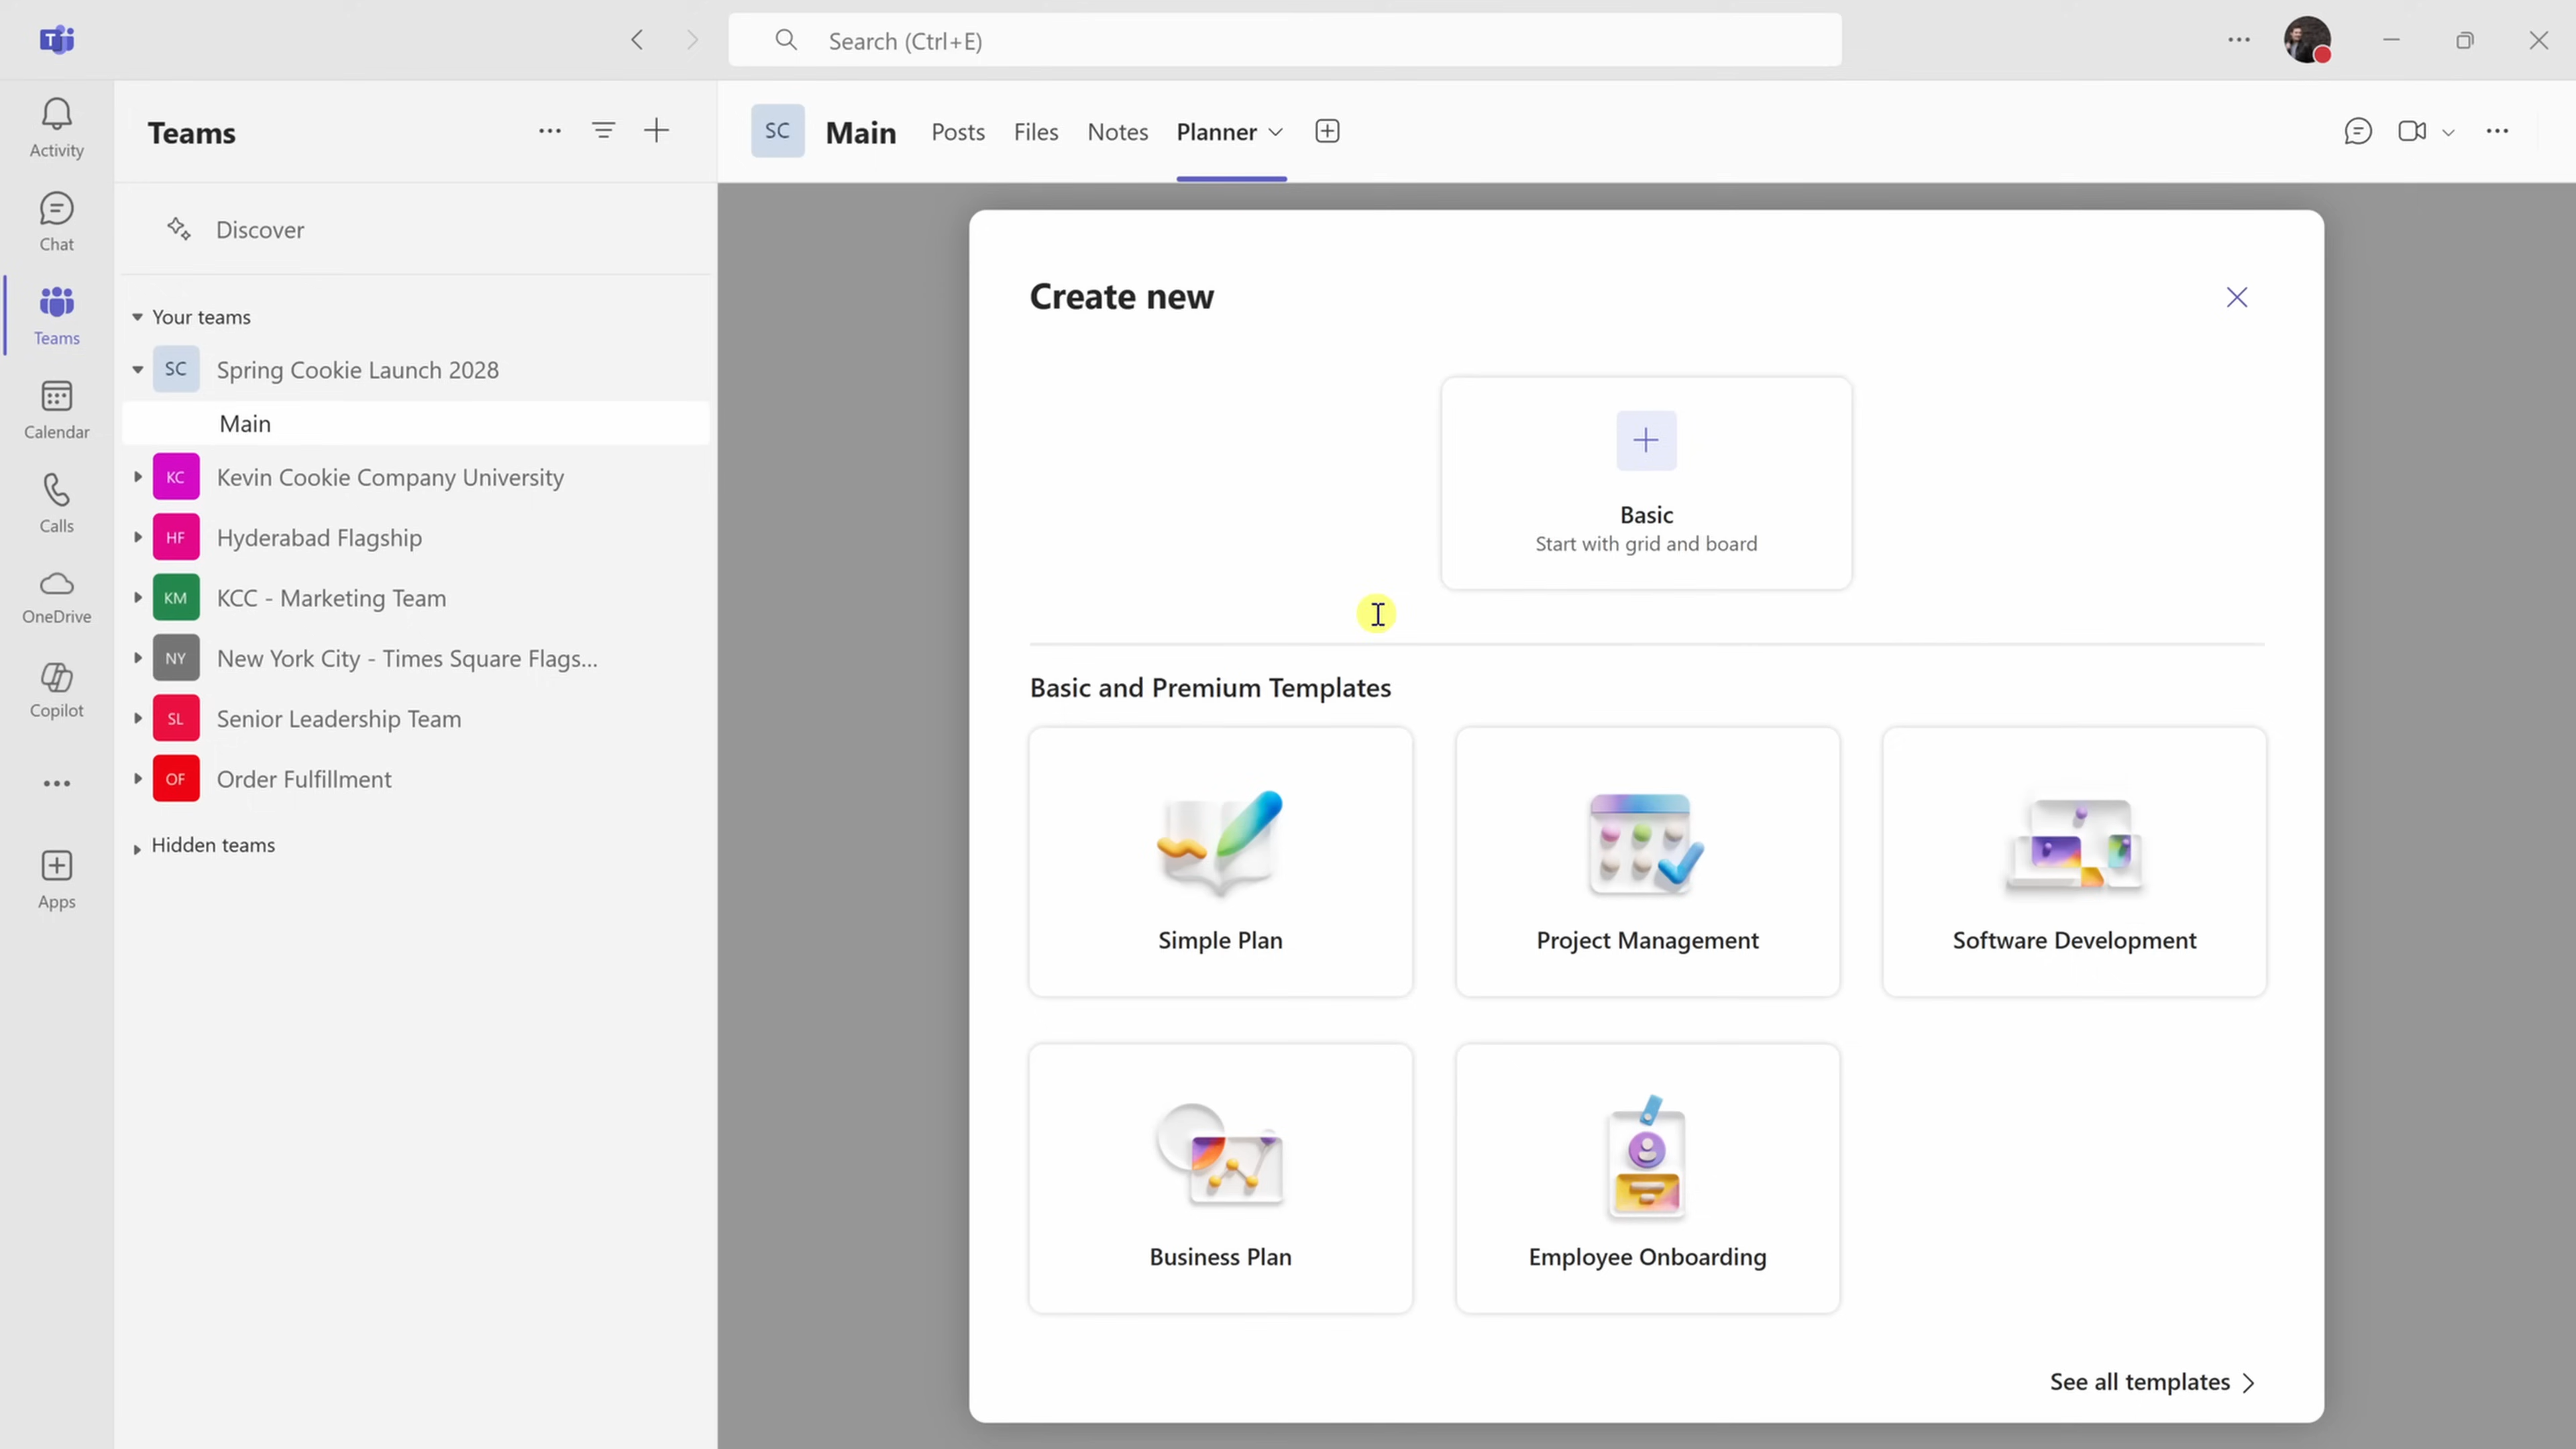 Search (Ctrl+E)
Activity
Chat
Teams
Calendar
Calls
OneDrive
Copilot
Apps
Teams
Discover
Your teams
SC Spring Cookie Launch 2028
Main
KC Kevin Cookie Company University
HF Hyderabad Flagship
KM KCC - Marketing Team
NY New York City - Times Square Flags...
SL Senior Leadership Team
OF Order Fulfillment
Hidden teams
SC Main Posts Files Notes Planner
Create new
Basic
Start with grid and board
Basic and Premium Templates
Simple Plan
Project Management
Software Development
Business Plan
Employee Onboarding
See all templates